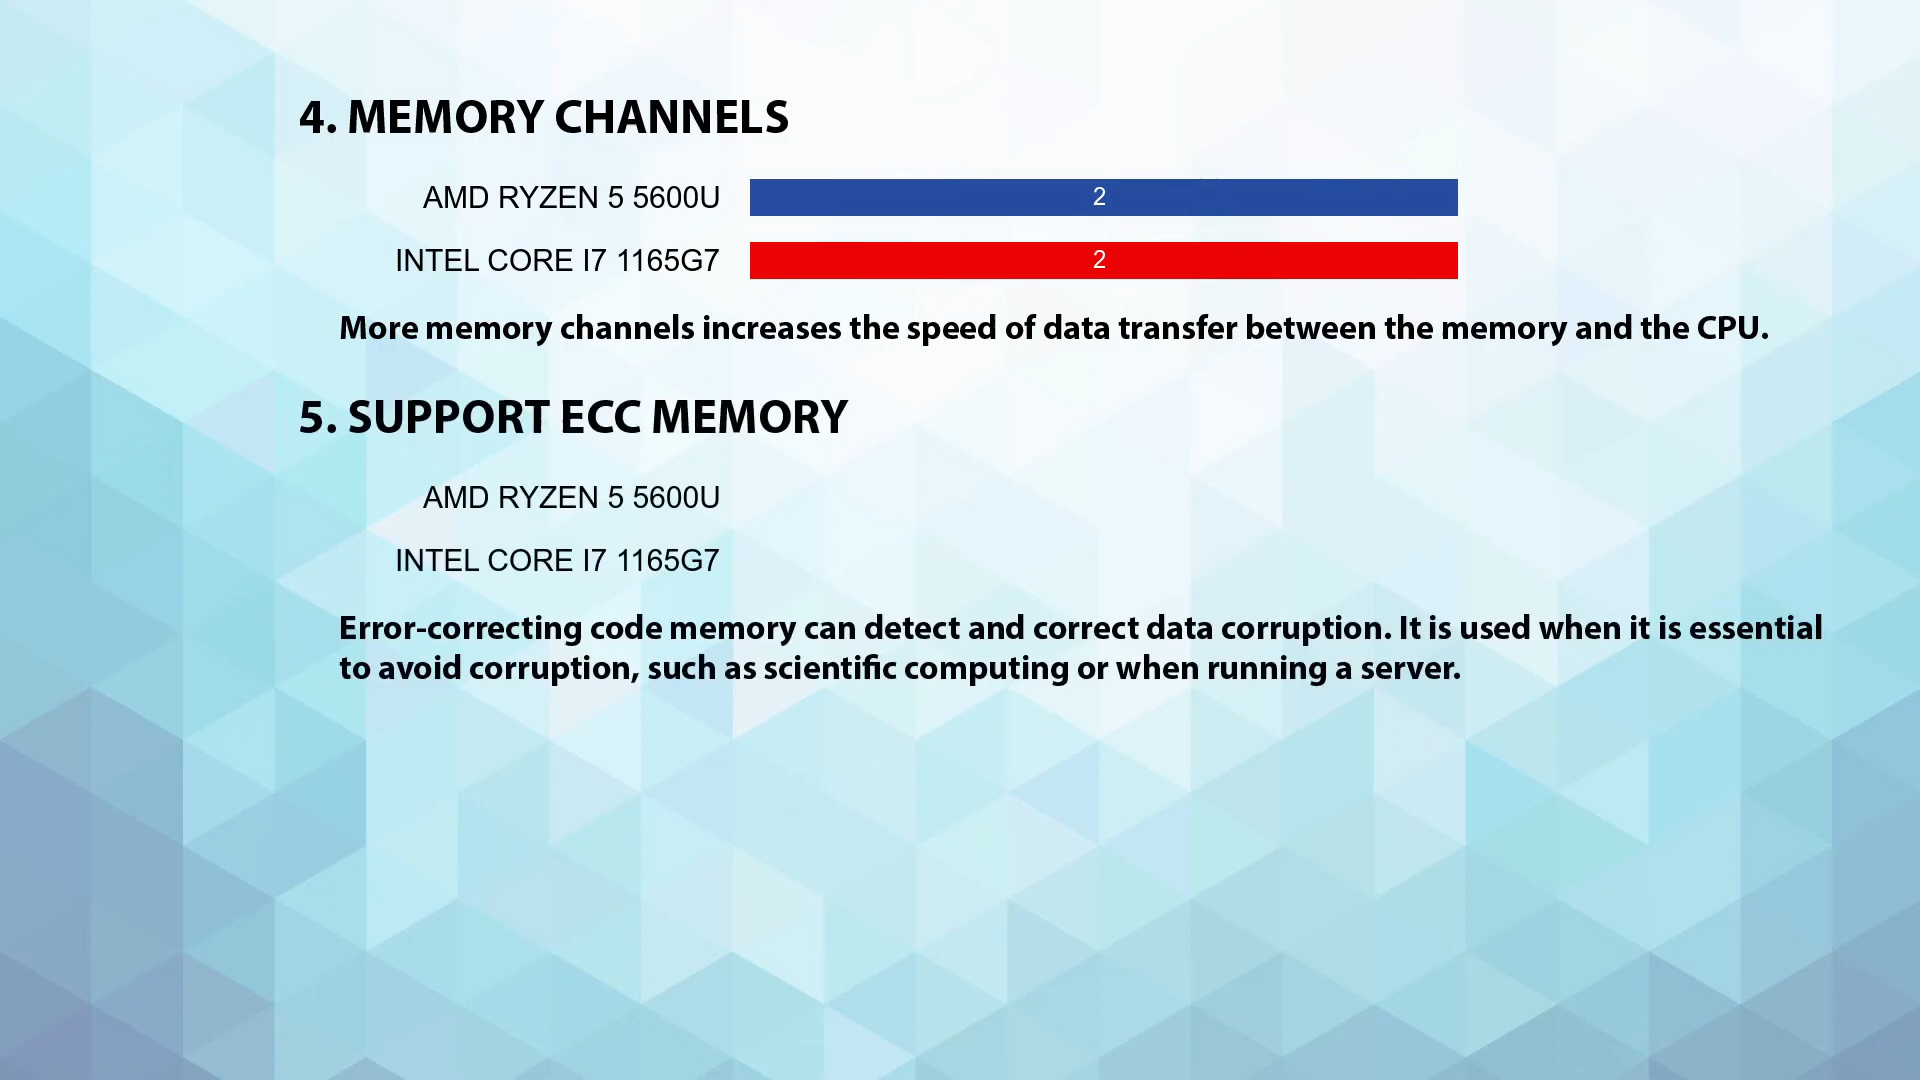 4. MEMORY CHANNELS
AMD RYZEN 5 5600U
2
INTEL CORE I7 1165G7
2
More memory channels increases the speed of data transfer between the memory and the CPU.
5. SUPPORT ECC MEMORY
AMD RYZEN 5 5600U
INTEL CORE I7 1165G7
Error-correcting code memory can detect and correct data corruption. It is used when it is essential
to avoid corruption, such as scientific computing or when running a server.